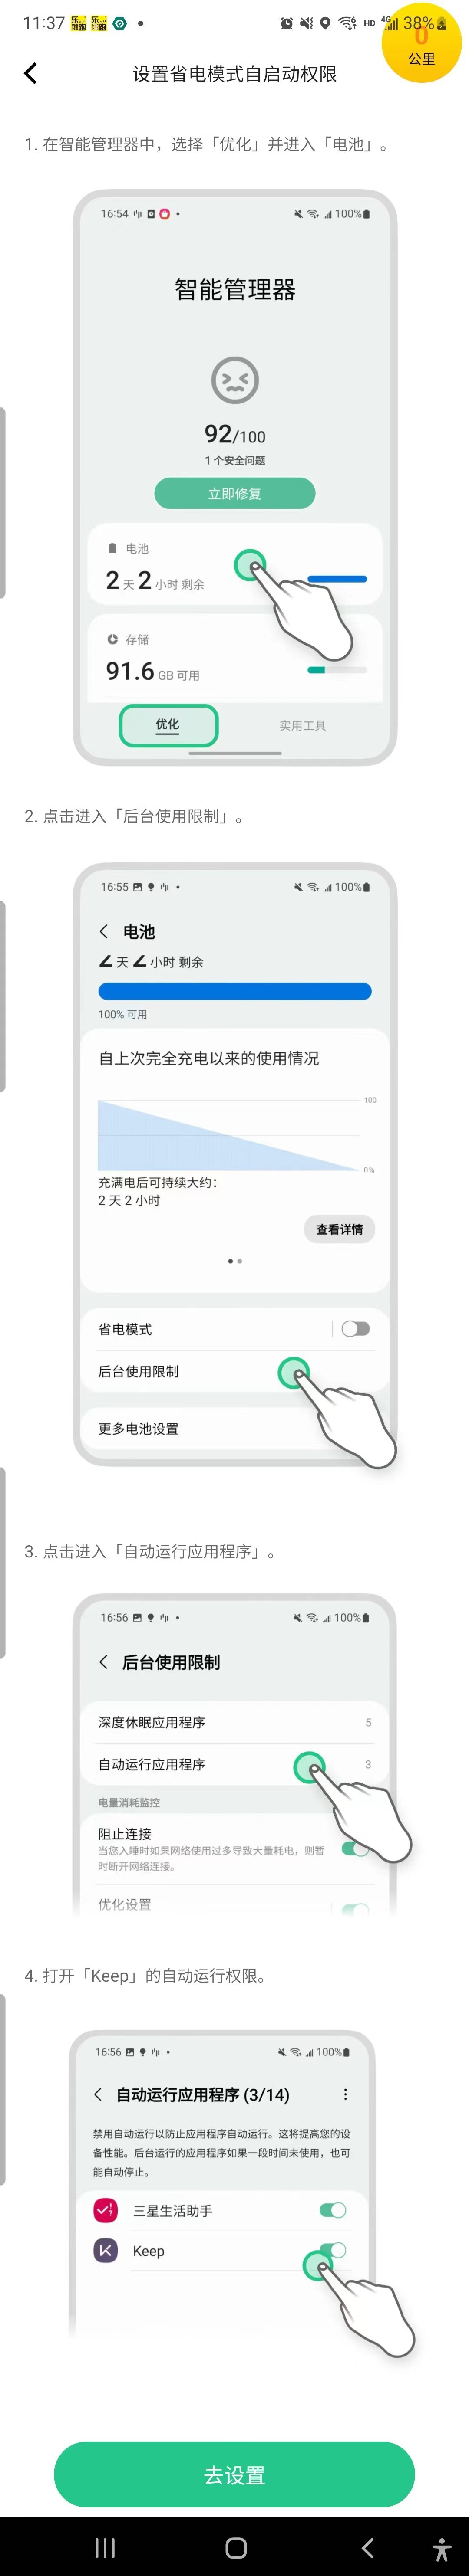 11:37 乐跑 乐跑 HD 4G 38%
0
公里
设置省电模式自启动权限
1. 在智能管理器中，选择「优化」并进入「电池」。
16:54 100%
智能管理器
92/100
1 个安全问题
立即修复
电池
2 天 2 小时 剩余
存储
91.6 GB 可用
优化 实用工具
2. 点击进入「后台使用限制」。
16:55 100%
电池
天 小时 剩余
100% 可用
自上次完全充电以来的使用情况
100
0%
充满电后可持续大约：
2 天 2 小时
查看详情
省电模式
后台使用限制
更多电池设置
3. 点击进入「自动运行应用程序」。
16:56 100%
后台使用限制
深度休眠应用程序 5
自动运行应用程序 3
电量消耗监控
阻止连接
当您入睡时如果网络使用过多导致大量耗电，则暂
时断开网络连接。
优化设置
4. 打开「Keep」的自动运行权限。
16:56 100%
自动运行应用程序 (3/14)
禁用自动运行以防止应用程序自动运行。这将提高您的设
备性能。后台运行的应用程序如果一段时间未使用，也可
能自动停止。
三星生活助手
Keep
去设置